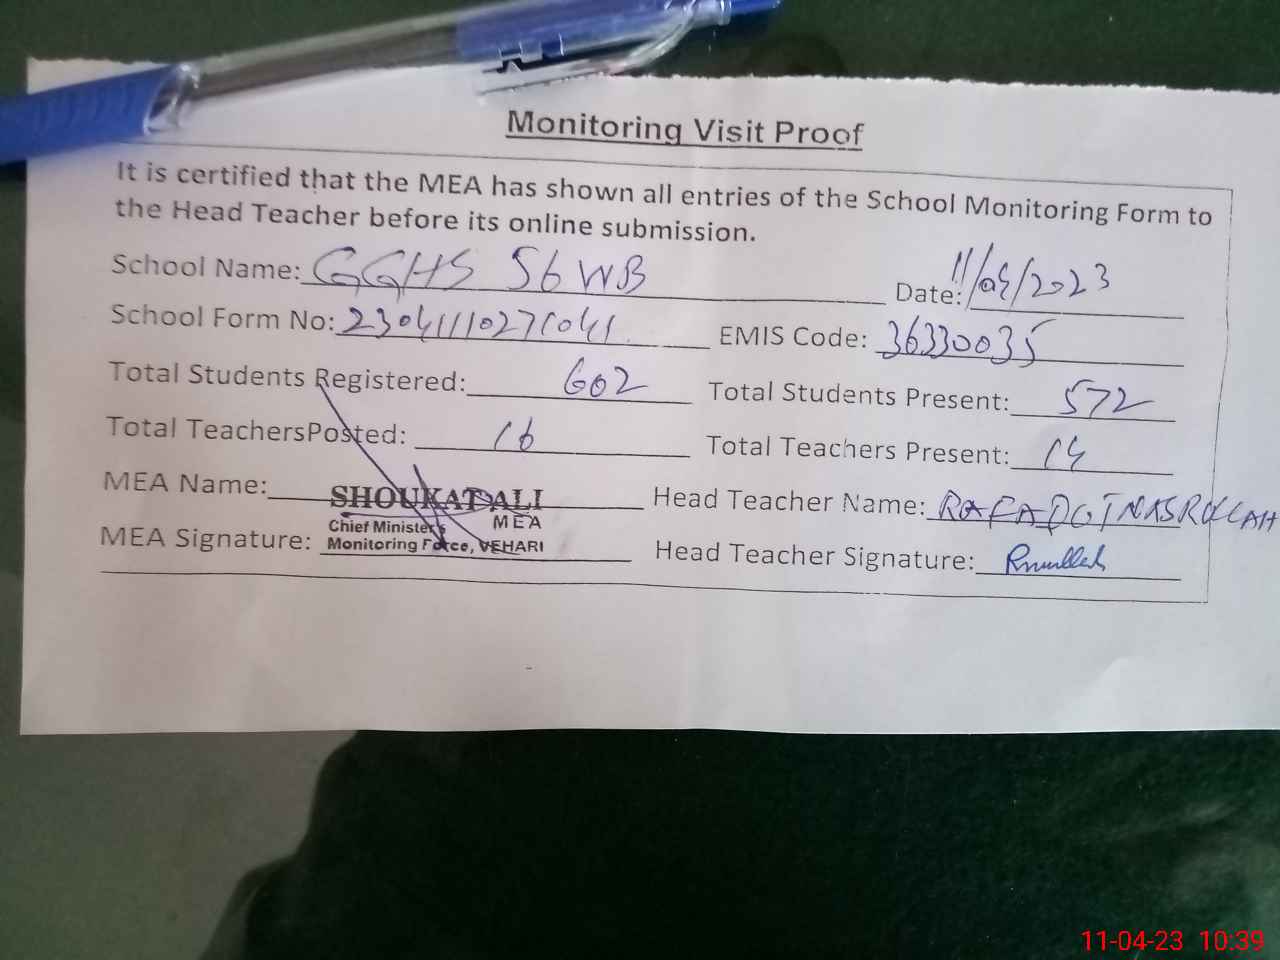 Monitoring Visit Proof
It is certified that the MEA has shown all entries of the School Monitoring Form to
the Head Teacher before its online submission.
School Name: GGHS 56 WB Date: 11/04/2023
School Form No: 23041110271041 EMIS Code: 36330035
Total Students Registered: 602 Total Students Present: 572
Total TeachersPosted: 16 Total Teachers Present: 14
MEA Name: SHOUKAT ALI Head Teacher Name: NASRULLAH
MEA
Chief Minister's
Monitoring Force, VEHARI
MEA Signature: Head Teacher Signature:
11-04-23 10:39